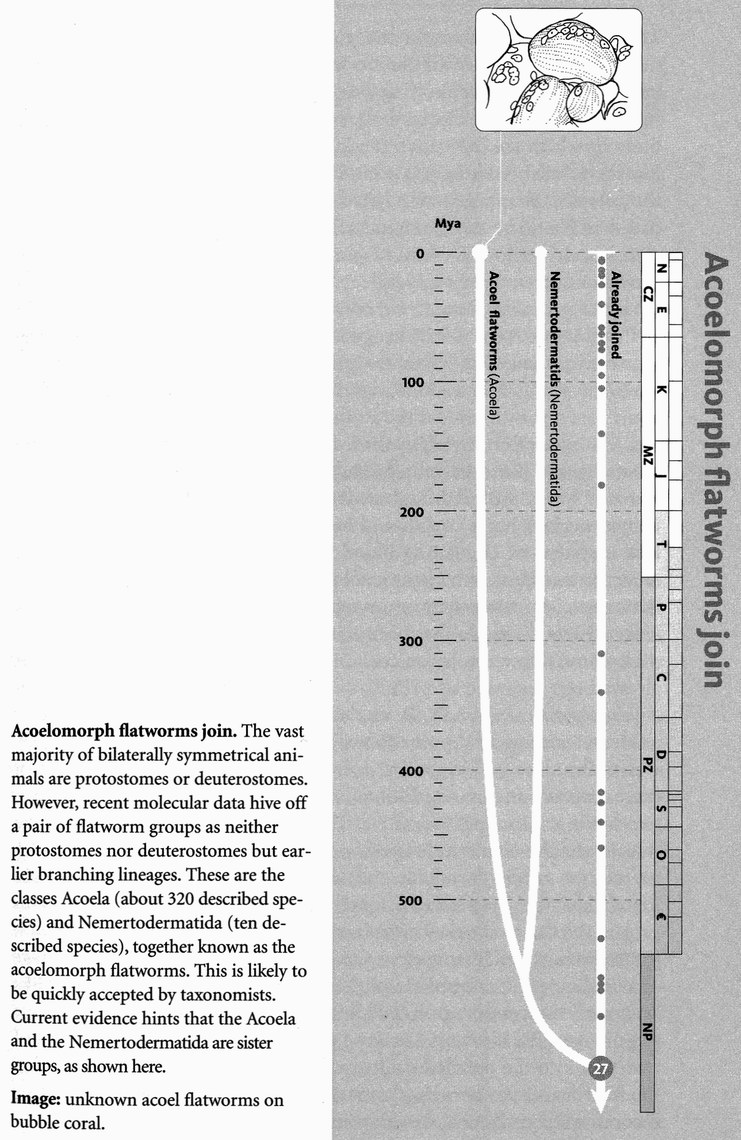 Mya
0
100
200
300
400
500
Acoel flatworms (Acoela)
Nemertodermatids (Nemertodermatida)
Already joined
27
CZ
MZ
PZ
NP
N
E
K
J
T
P
C
D
S
O
Є
Acoelomorph flatworms join
Acoelomorph flatworms join. The vast
majority of bilaterally symmetrical ani-
mals are protostomes or deuterostomes.
However, recent molecular data hive off
a pair of flatworm groups as neither
protostomes nor deuterostomes but ear-
lier branching lineages. These are the
classes Acoela (about 320 described spe-
cies) and Nemertodermatida (ten de-
scribed species), together known as the
acoelomorph flatworms. This is likely to
be quickly accepted by taxonomists.
Current evidence hints that the Acoela
and the Nemertodermatida are sister
groups, as shown here.
Image: unknown acoel flatworms on
bubble coral.